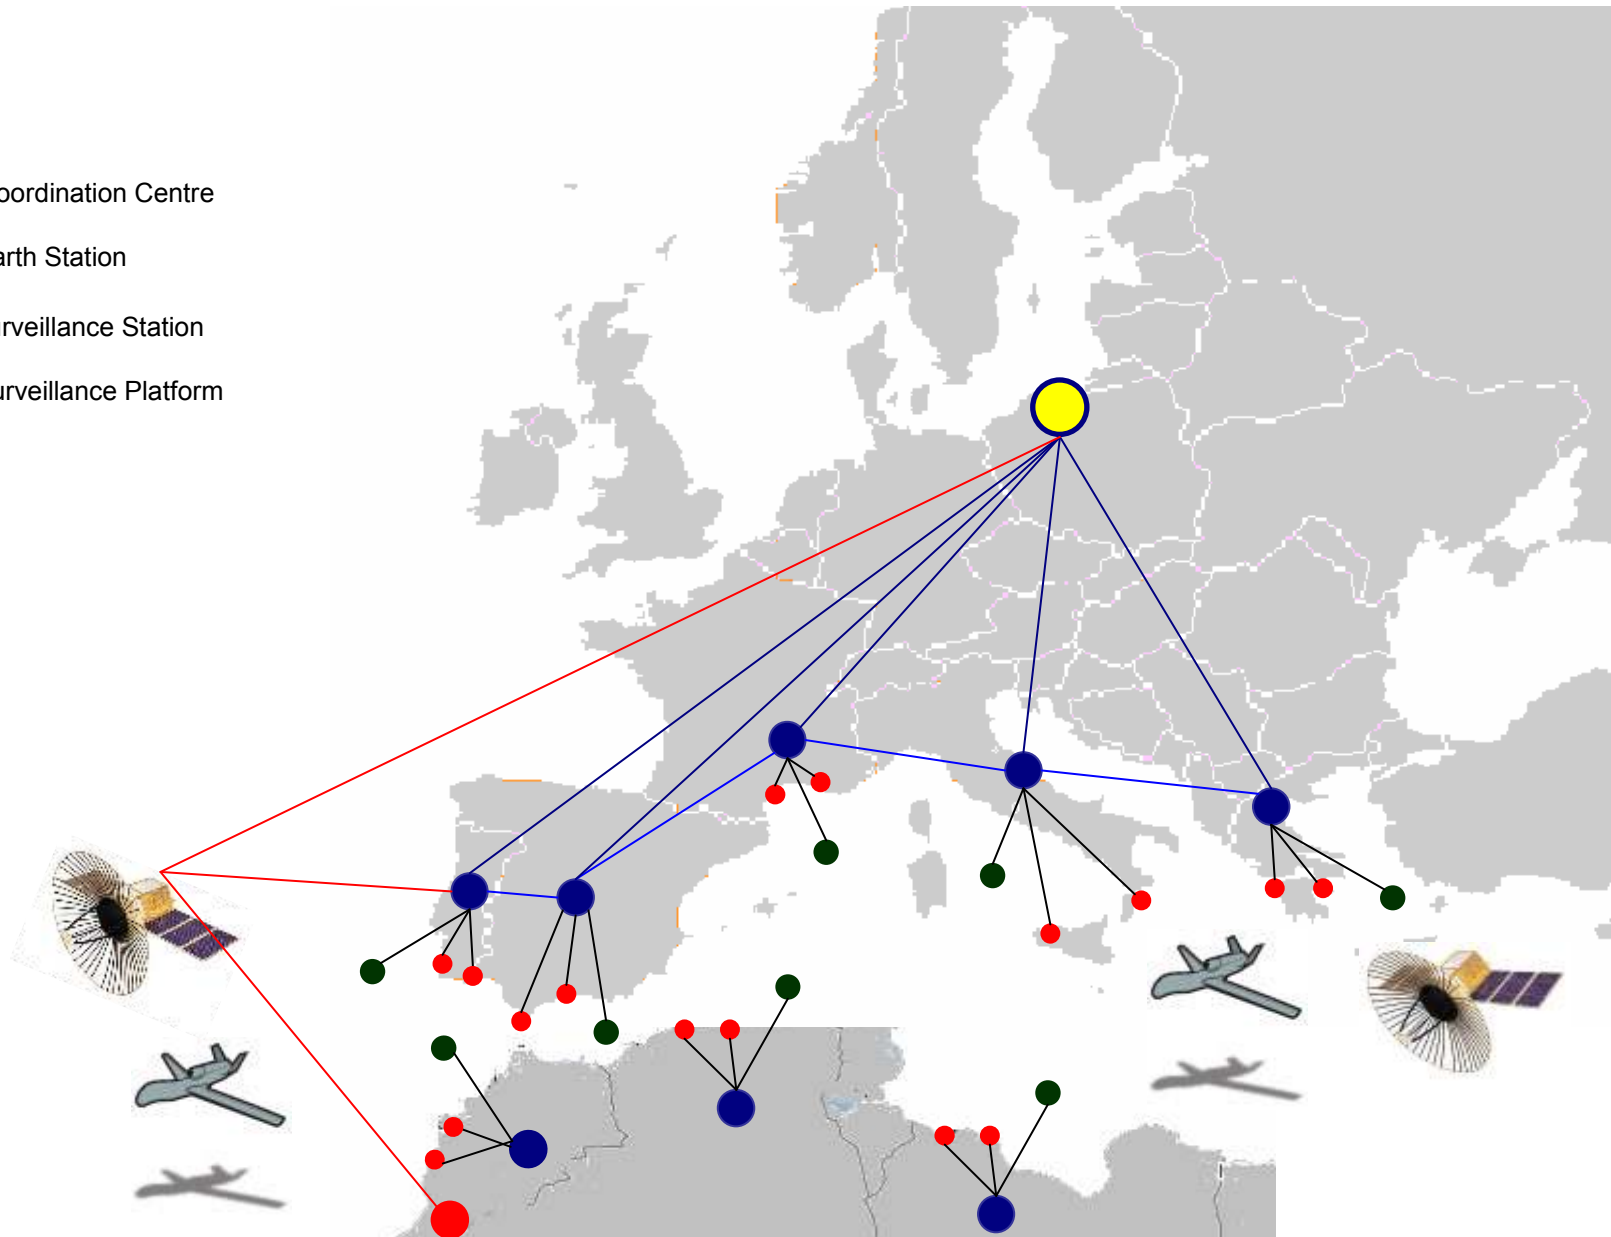 oordination Centre
arth Station
rveillance Station
urveillance Platform